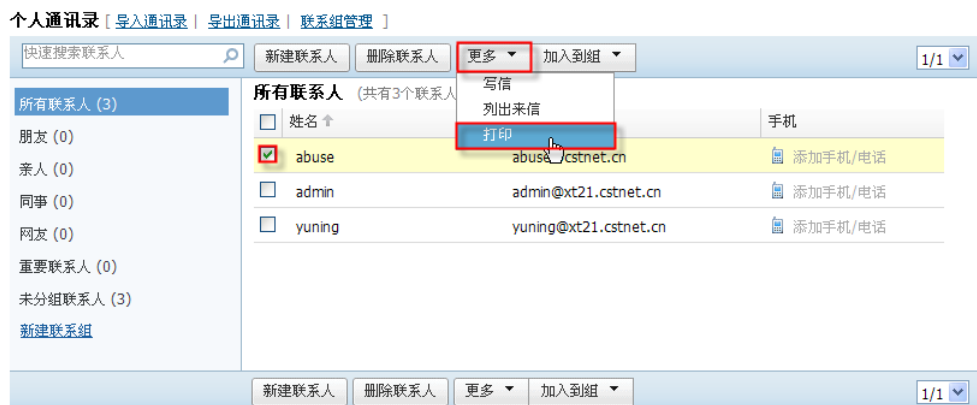 个人通讯录 [ 导入通讯录 | 导出通讯录 | 联系组管理 ]
快速搜索联系人 新建联系人 删除联系人 更多 ▼ 加入到组 ▼ 1/1
写信
列出来信
打印
所有联系人 (3)
朋友 (0)
亲人 (0)
同事 (0)
网友 (0)
重要联系人 (0)
未分组联系人 (3)
新建联系组
所有联系人 (共有3个联系人
姓名 手机
abuse abuse cstnet.cn 添加手机/电话
admin admin@xt21.cstnet.cn 添加手机/电话
yuning yuning@xt21.cstnet.cn 添加手机/电话
新建联系人 删除联系人 更多 ▼ 加入到组 ▼ 1/1